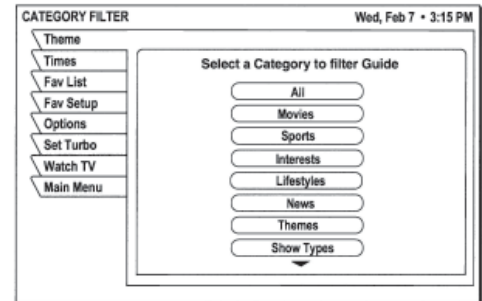 CATEGORY FILTER Wed, Feb 7 • 3:15 PM
Theme
Times
Fav List
Fav Setup
Options
Set Turbo
Watch TV
Main Menu
Select a Category to filter Guide
All
Movies
Sports
Interests
Lifestyles
News
Themes
Show Types